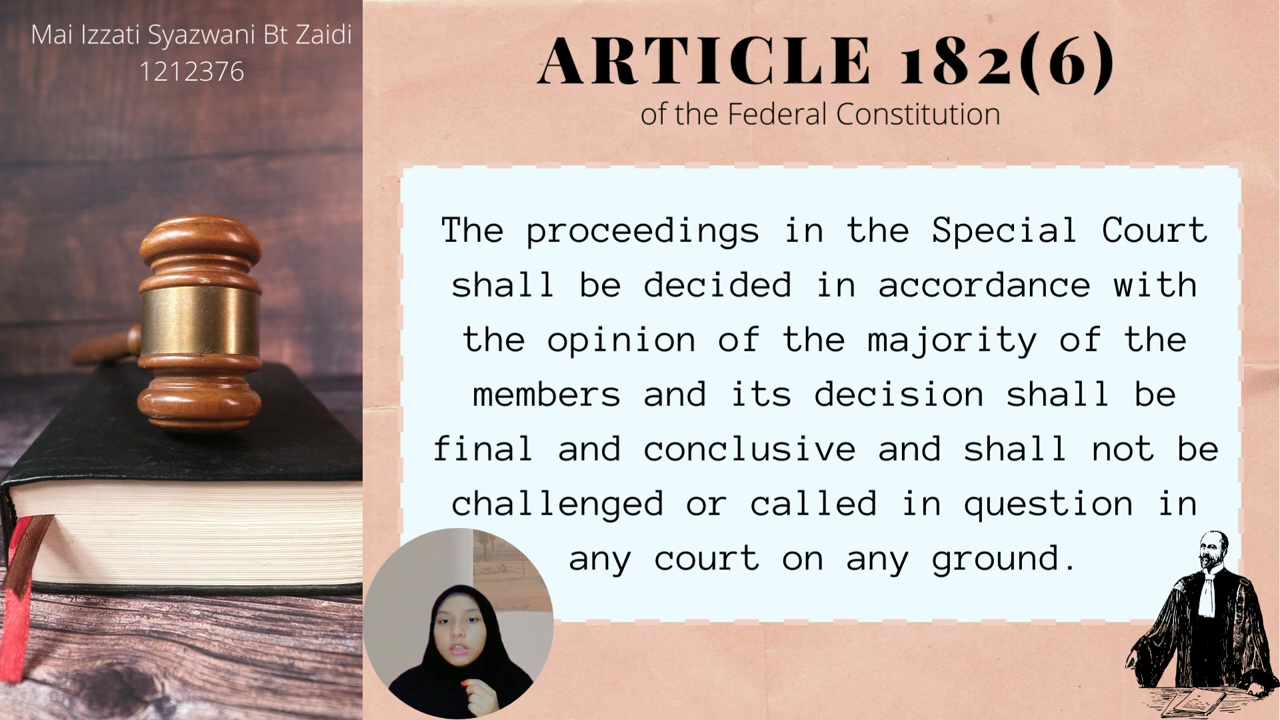 Mai Izzati Syazwani Bt Zaidi
1212376
ARTICLE 182(6)
of the Federal Constitution
The proceedings in the Special Court
shall be decided in accordance with
the opinion of the majority of the
members and its decision shall be
final and conclusive and shall not be
challenged or called in question in
any court on any ground.